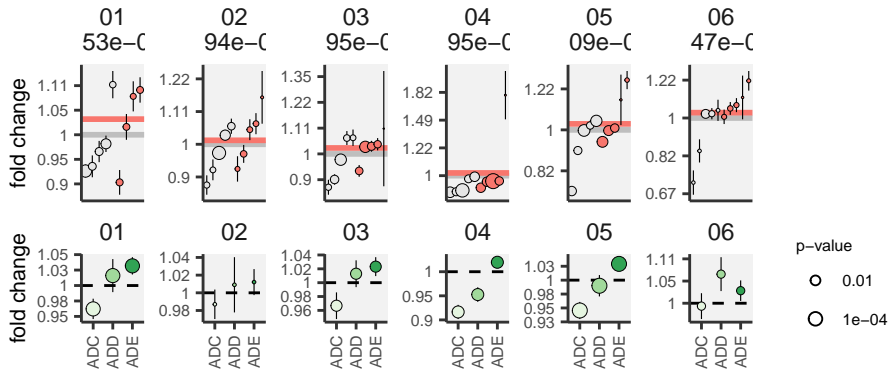 01 02 03 04 05 06
53e−0 94e−0 95e−0 95e−0 09e−0 47e−0
fold change
1.11 1.05 1 0.95 0.9
1.22 1.11 1 0.9
1.35 1.22 1.11 1 0.9
1.82 1.49 1.22 1
1.22 1 0.82
1.22 1 0.82 0.67
01 02 03 04 05 06
fold change
1.05 1.03 1 0.97 0.95
1.04 1.02 1 0.98
1.04 1.02 1 0.98 0.96
1 0.95 0.9
1.03 1 0.98 0.95 0.93
1.11 1.05 1
ADC ADD ADE
ADC ADD ADE
ADC ADD ADE
ADC ADD ADE
ADC ADD ADE
ADC ADD ADE
p−value
0.01
1e−04